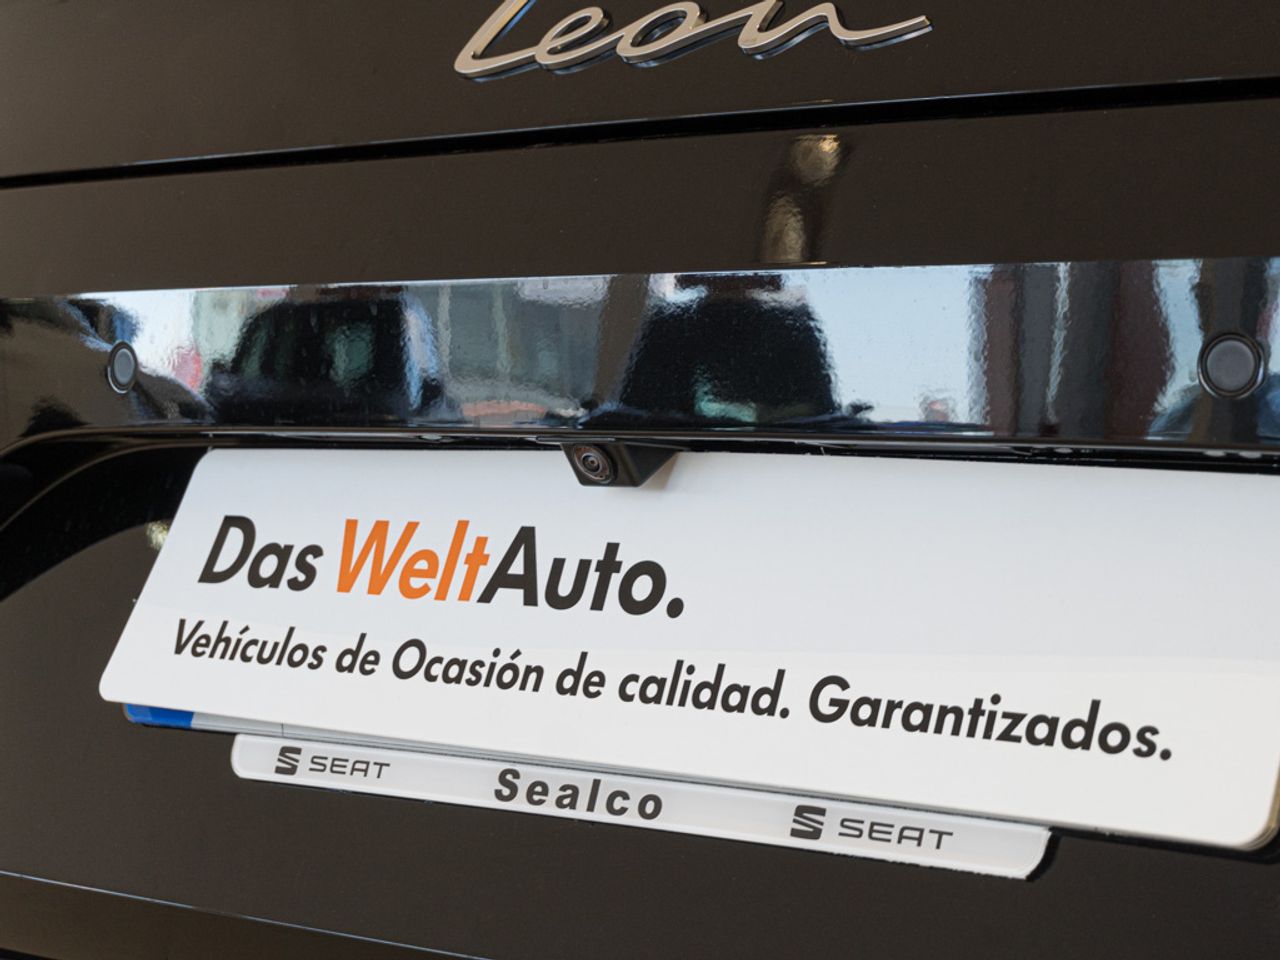 Leon
Das WeltAuto.
Vehículos de Ocasión de calidad. Garantizados.
SEAT Sealco SEAT